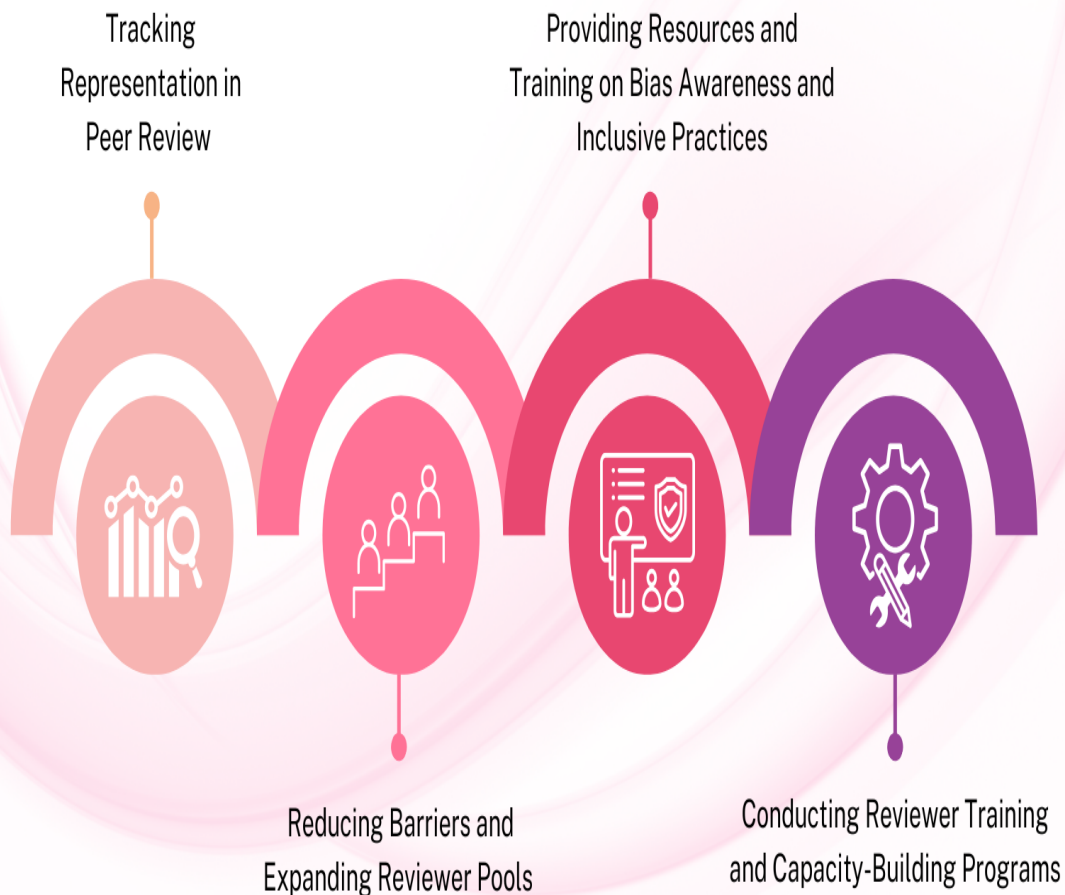 Tracking
Representation in
Peer Review
Providing Resources and
Training on Bias Awareness and
Inclusive Practices
Reducing Barriers and
Expanding Reviewer Pools
Conducting Reviewer Training
and Capacity-Building Programs